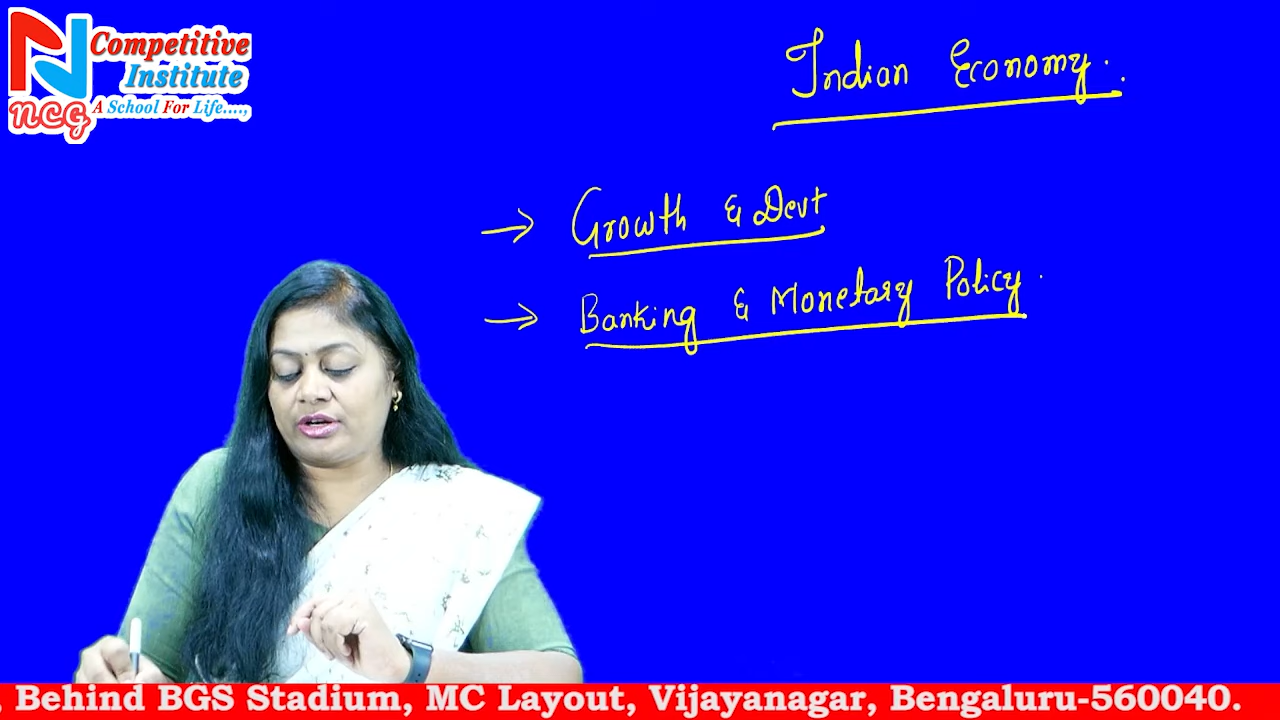 Competitive
Institute
NCG A School For Life....,
Indian Economy.
→ Growth & Devt
→ Banking & Monetary Policy.
, Behind BGS Stadium, MC Layout, Vijayanagar, Bengaluru-560040.